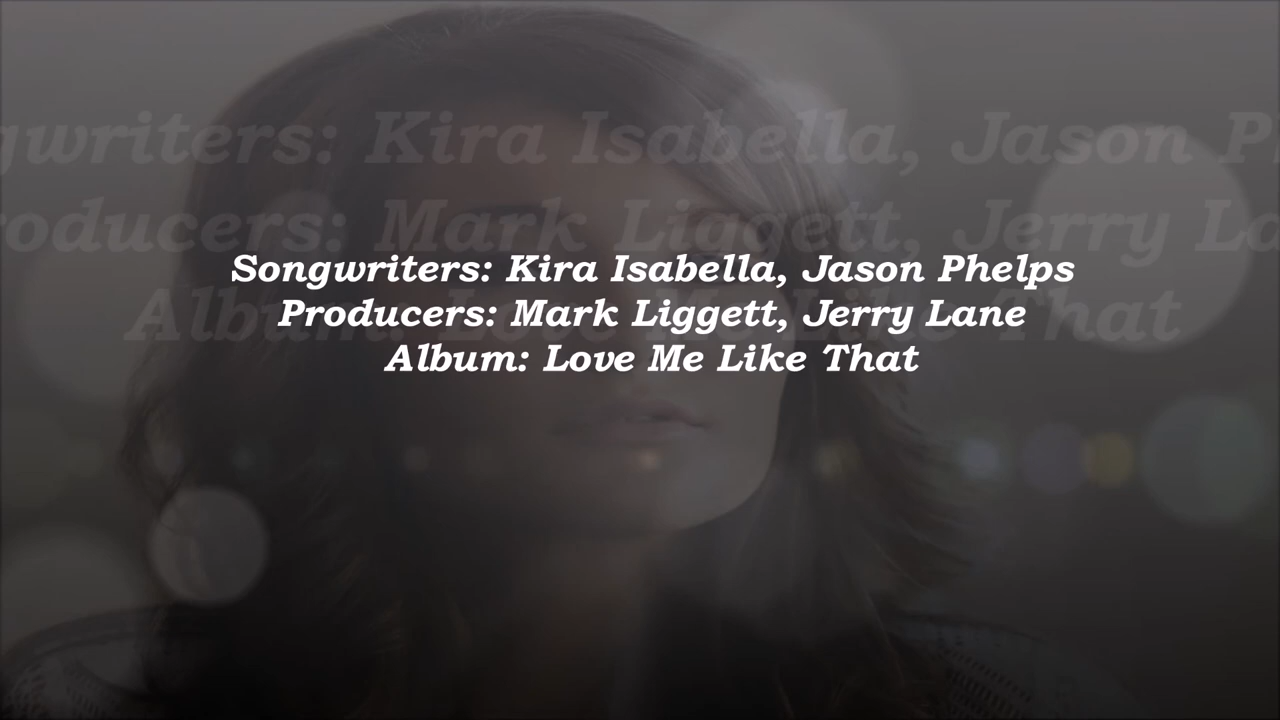 Songwriters: Kira Isabella, Jason Phelps
Producers: Mark Liggett, Jerry Lane
Album: Love Me Like That